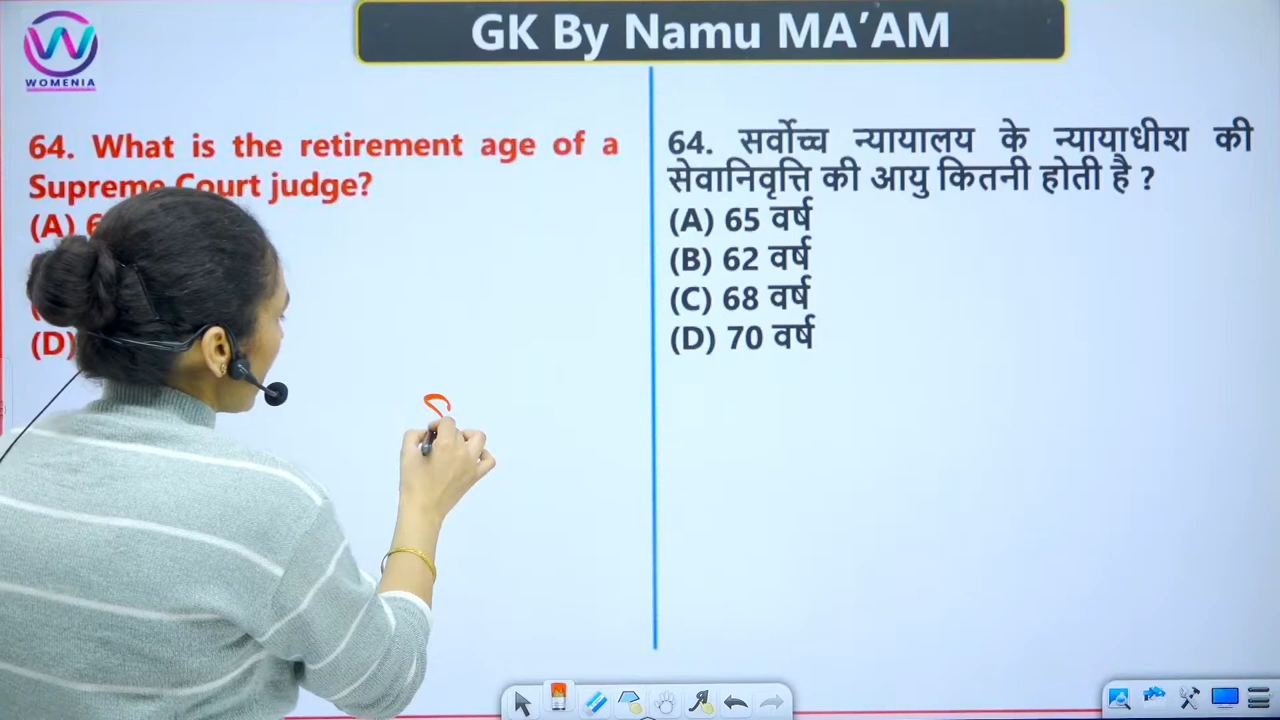 GK By Namu MA’AM
WOMENIA
64. What is the retirement age of a
Supreme Court judge?
(A) 6
(D)
64. सर्वोच्च न्यायालय के न्यायाधीश की
सेवानिवृत्ति की आयु कितनी होती है ?
(A) 65 वर्ष
(B) 62 वर्ष
(C) 68 वर्ष
(D) 70 वर्ष